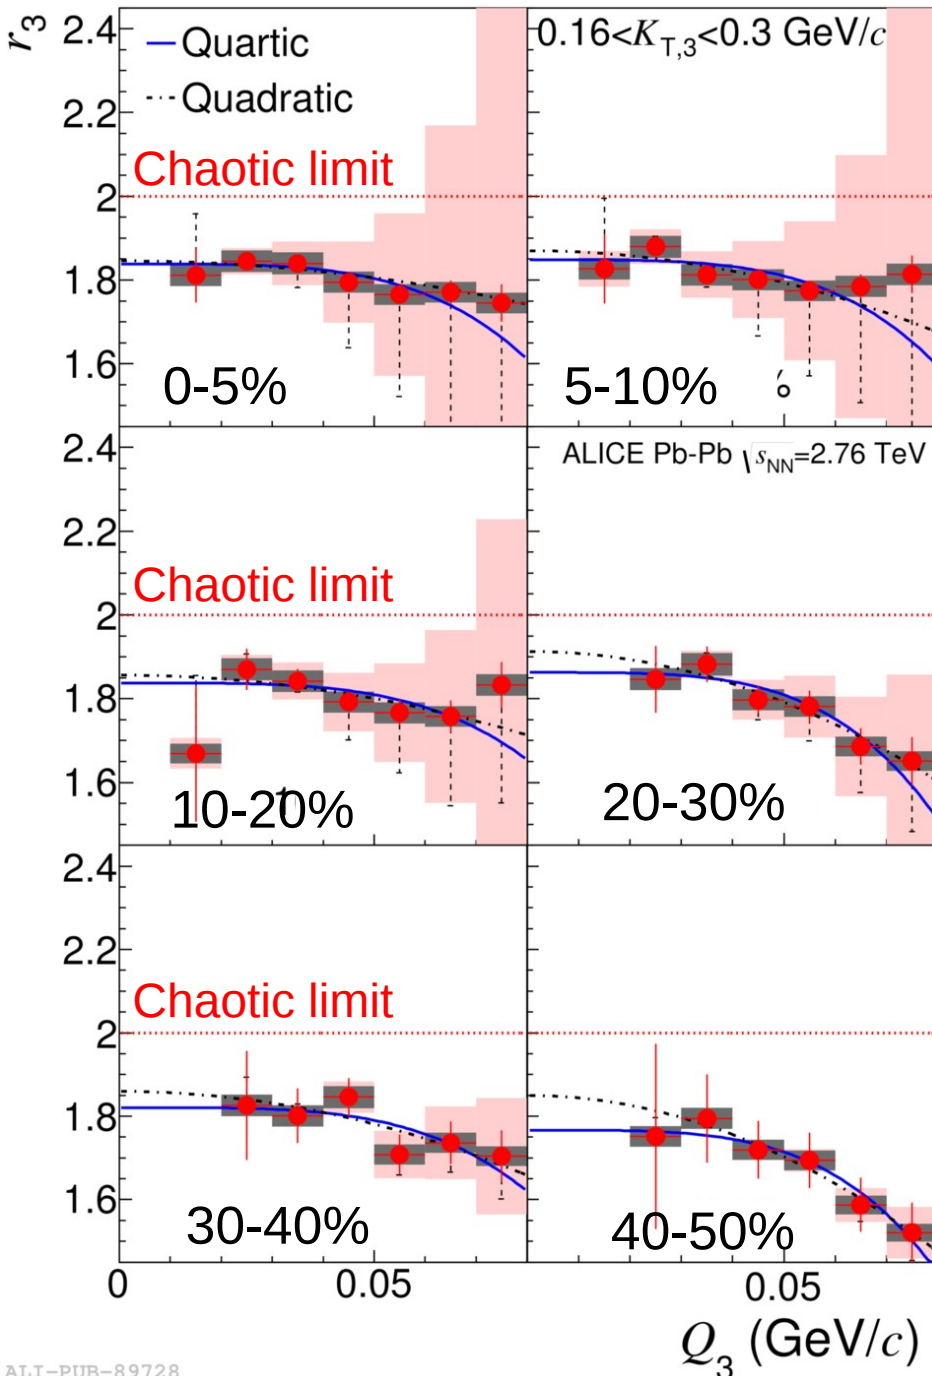 r3
2.4
2.2
2
1.8
1.6
Quartic
Quadratic
Chaotic limit
0-5%
0.16<K_T,3<0.3 GeV/c
5-10%
2.4
2.2
2
1.8
1.6
Chaotic limit
10-20%
ALICE Pb-Pb √s_NN=2.76 TeV
20-30%
2.4
2.2
2
1.8
1.6
Chaotic limit
30-40%
40-50%
0
0.05
0.05
Q3 (GeV/c)
ALI-PUB-89728